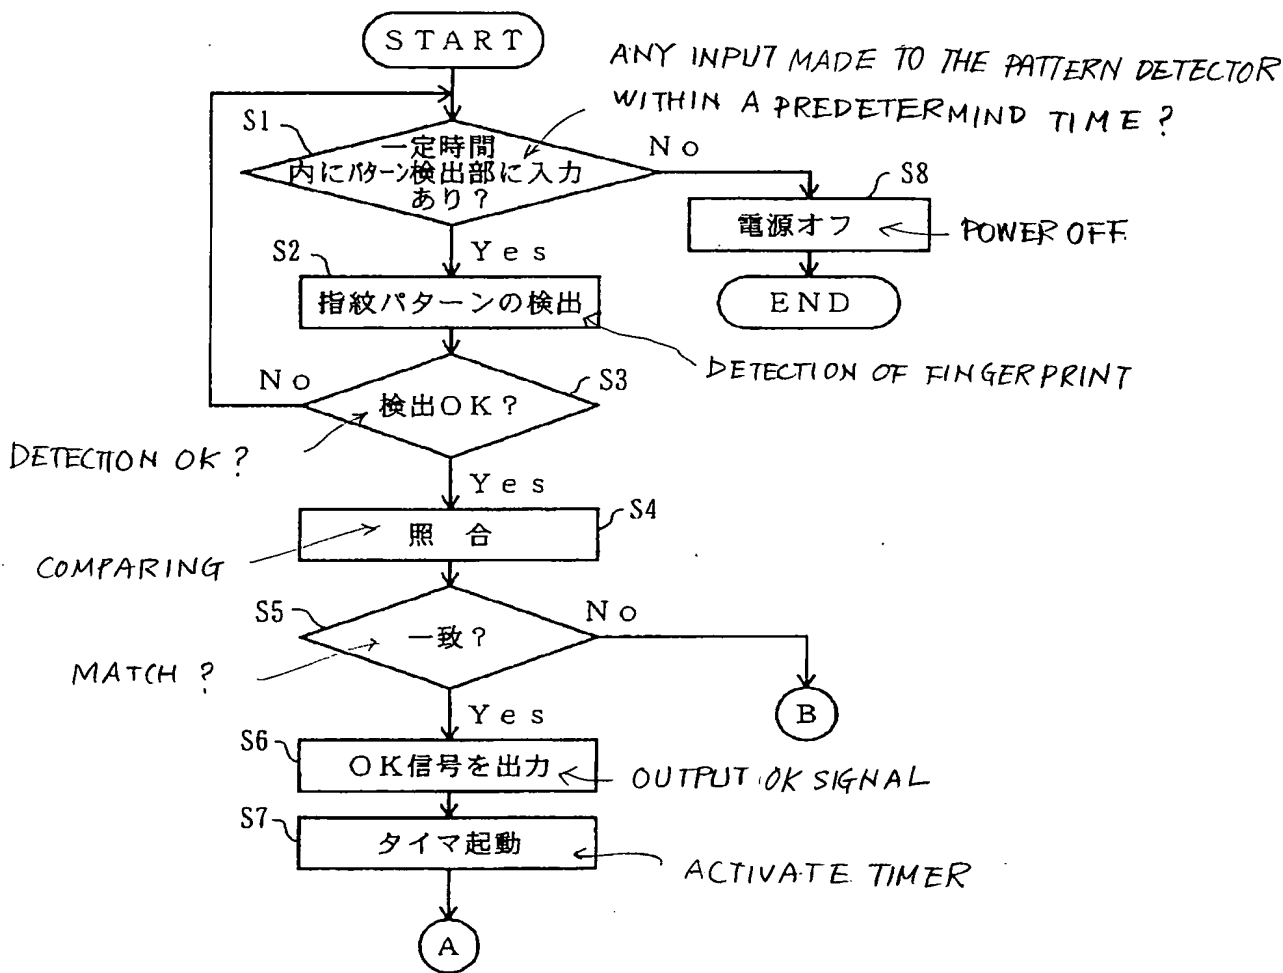 START
ANY INPUT MADE TO THE PATTERN DETECTOR
WITHIN A PREDETERMIND TIME?
S1
一定時間
内にパターン検出部に入力
あり？
No
S8
電源オフ
POWER OFF
Yes
S2
指紋パターンの検出
END
DETECTION OF FINGERPRINT
No
S3
検出OK？
DETECTION OK?
Yes
S4
照 合
COMPARING
S5
一致？
No
MATCH?
B
Yes
S6
OK信号を出力
OUTPUT OK SIGNAL
S7
タイマ起動
ACTIVATE TIMER
A